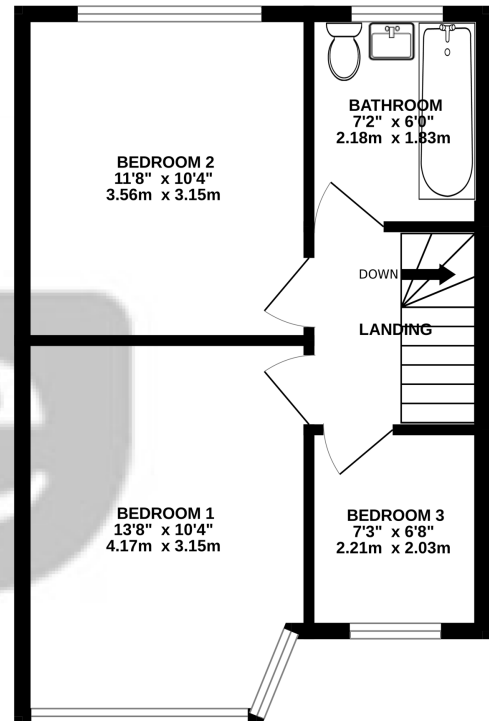 BATHROOM
7'2" x 6'0"
2.18m x 1.83m
BEDROOM 2
11'8" x 10'4"
3.56m x 3.15m
DOWN
LANDING
BEDROOM 1
13'8" x 10'4"
4.17m x 3.15m
BEDROOM 3
7'3" x 6'8"
2.21m x 2.03m